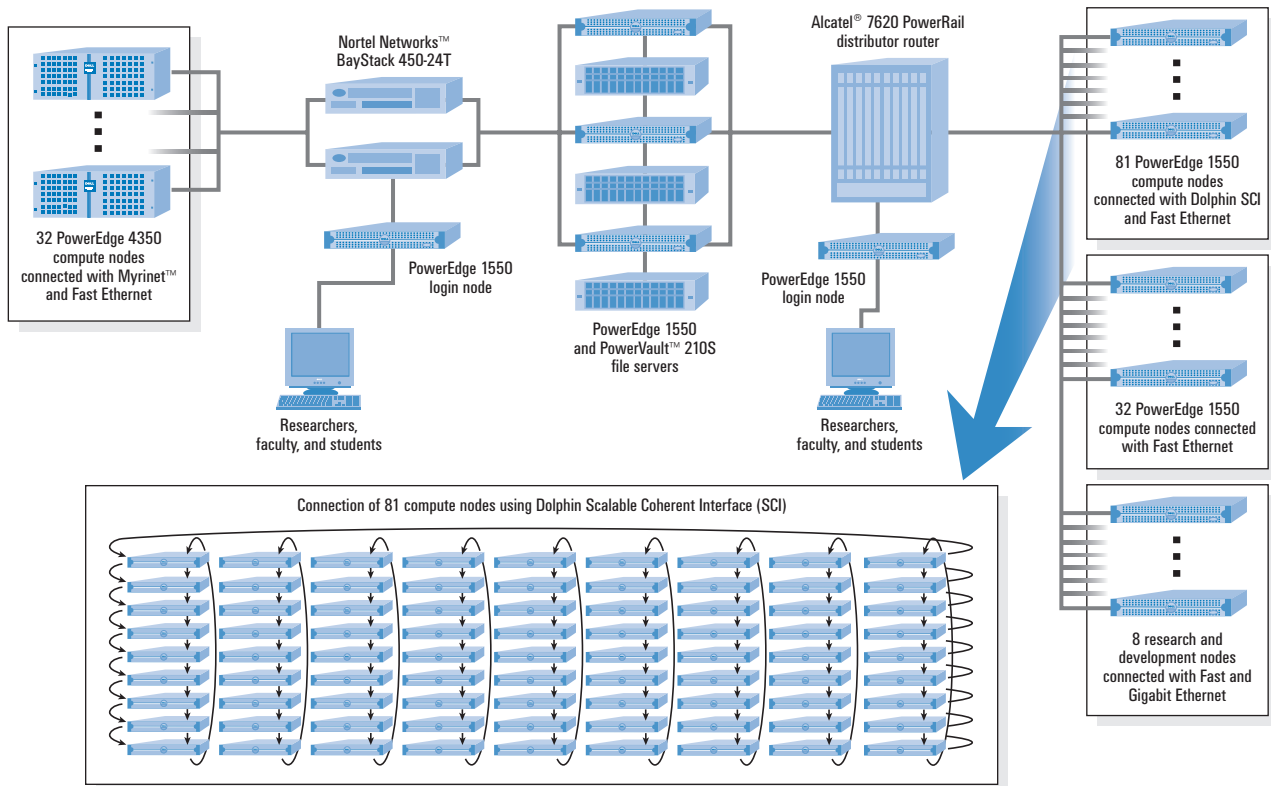 Nortel Networks™
BayStack 450-24T
Alcatel® 7620 PowerRail
distributor router
32 PowerEdge 4350
compute nodes
connected with Myrinet™
and Fast Ethernet
PowerEdge 1550
login node
Researchers,
faculty, and students
PowerEdge 1550
and PowerVault™ 210S
file servers
PowerEdge 1550
login node
Researchers,
faculty, and students
81 PowerEdge 1550
compute nodes
connected with Dolphin SCI
and Fast Ethernet
32 PowerEdge 1550
compute nodes connected
with Fast Ethernet
8 research and
development nodes
connected with Fast and
Gigabit Ethernet
Connection of 81 compute nodes using Dolphin Scalable Coherent Interface (SCI)